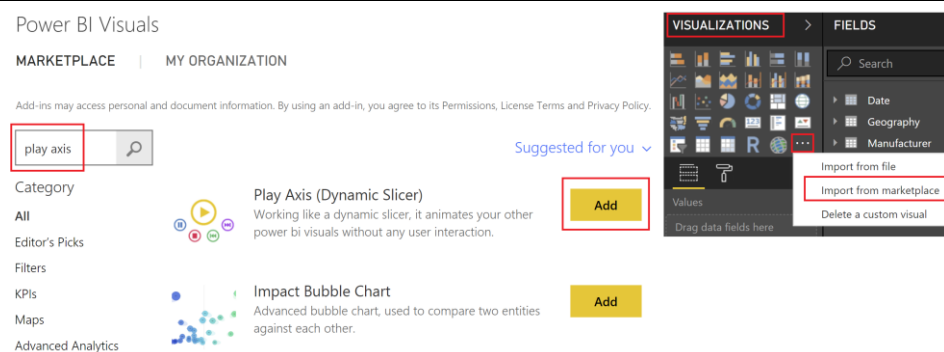 Power BI Visuals
MARKETPLACE | MY ORGANIZATION
Add-ins may access personal and document information. By using an add-in, you agree to its Permissions, License Terms and Privacy Policy.
play axis
Suggested for you
Category
All
Editor's Picks
Filters
KPIs
Maps
Advanced Analytics
Play Axis (Dynamic Slicer)
Working like a dynamic slicer, it animates your other
power bi visuals without any user interaction.
Add
Impact Bubble Chart
Advanced bubble chart, used to compare two entities
against each other.
Add
VISUALIZATIONS
FIELDS
Search
Date
Geography
Manufacturer
123
R
Import from file
Import from marketplace
Delete a custom visual
Values
Drag data fields here